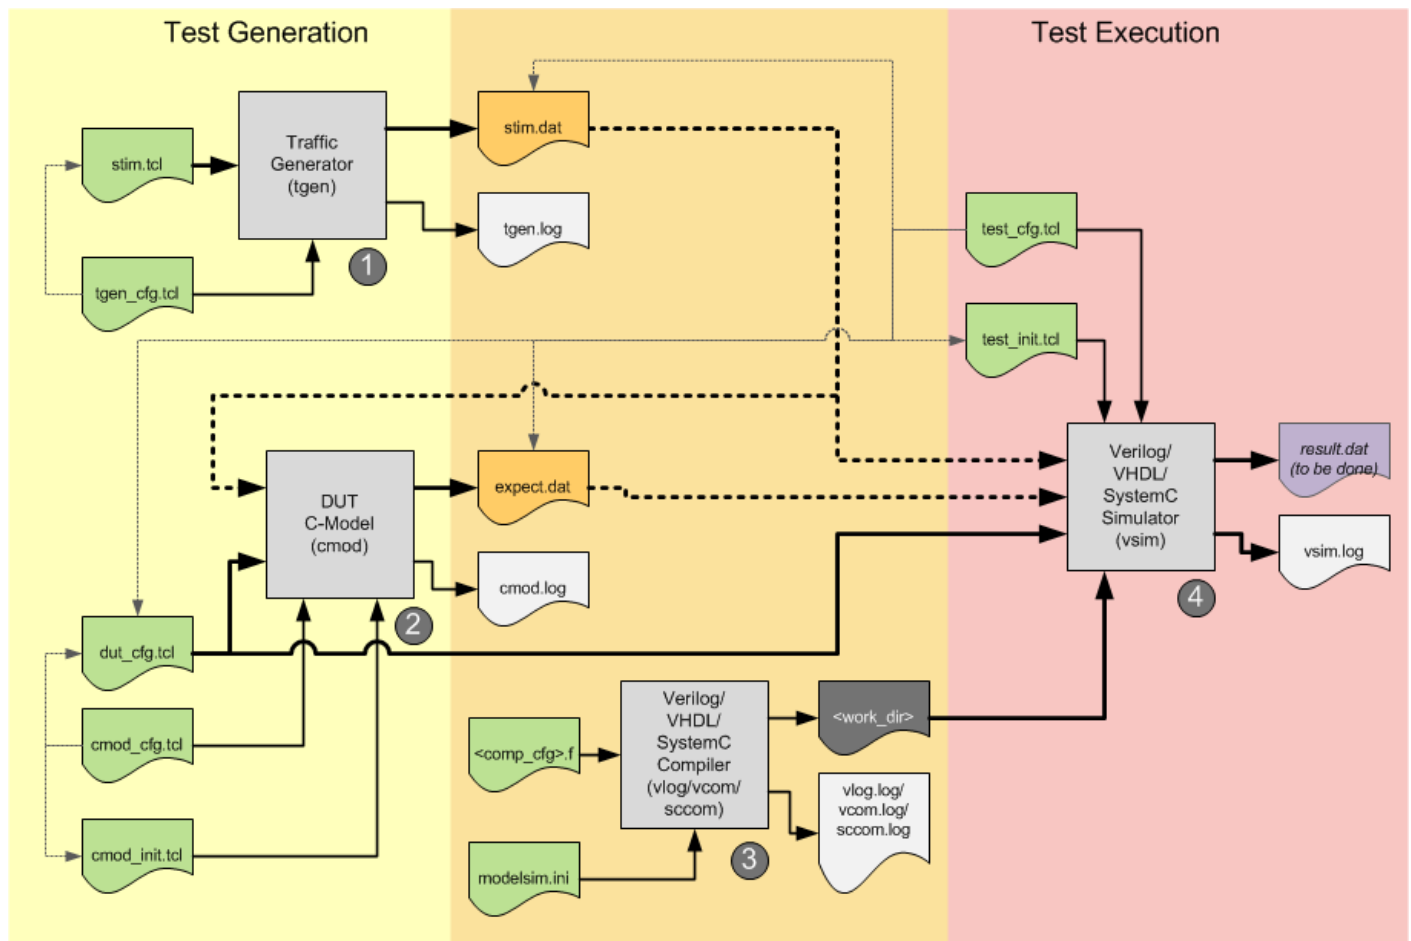 Test Generation
Test Execution
stim.tcl
Traffic
Generator
(tgen)
stim.dat
tgen.log
tgen_cfg.tcl
1
test_cfg.tcl
test_init.tcl
DUT
C-Model
(cmod)
2
expect.dat
cmod.log
Verilog/
VHDL/
SystemC
Simulator
(vsim)
4
result.dat
(to be done)
vsim.log
dut_cfg.tcl
cmod_cfg.tcl
cmod_init.tcl
<comp_cfg>.f
modelsim.ini
Verilog/
VHDL/
SystemC
Compiler
(vlog/vcom/
sccom)
3
<work_dir>
vlog.log/
vcom.log/
sccom.log